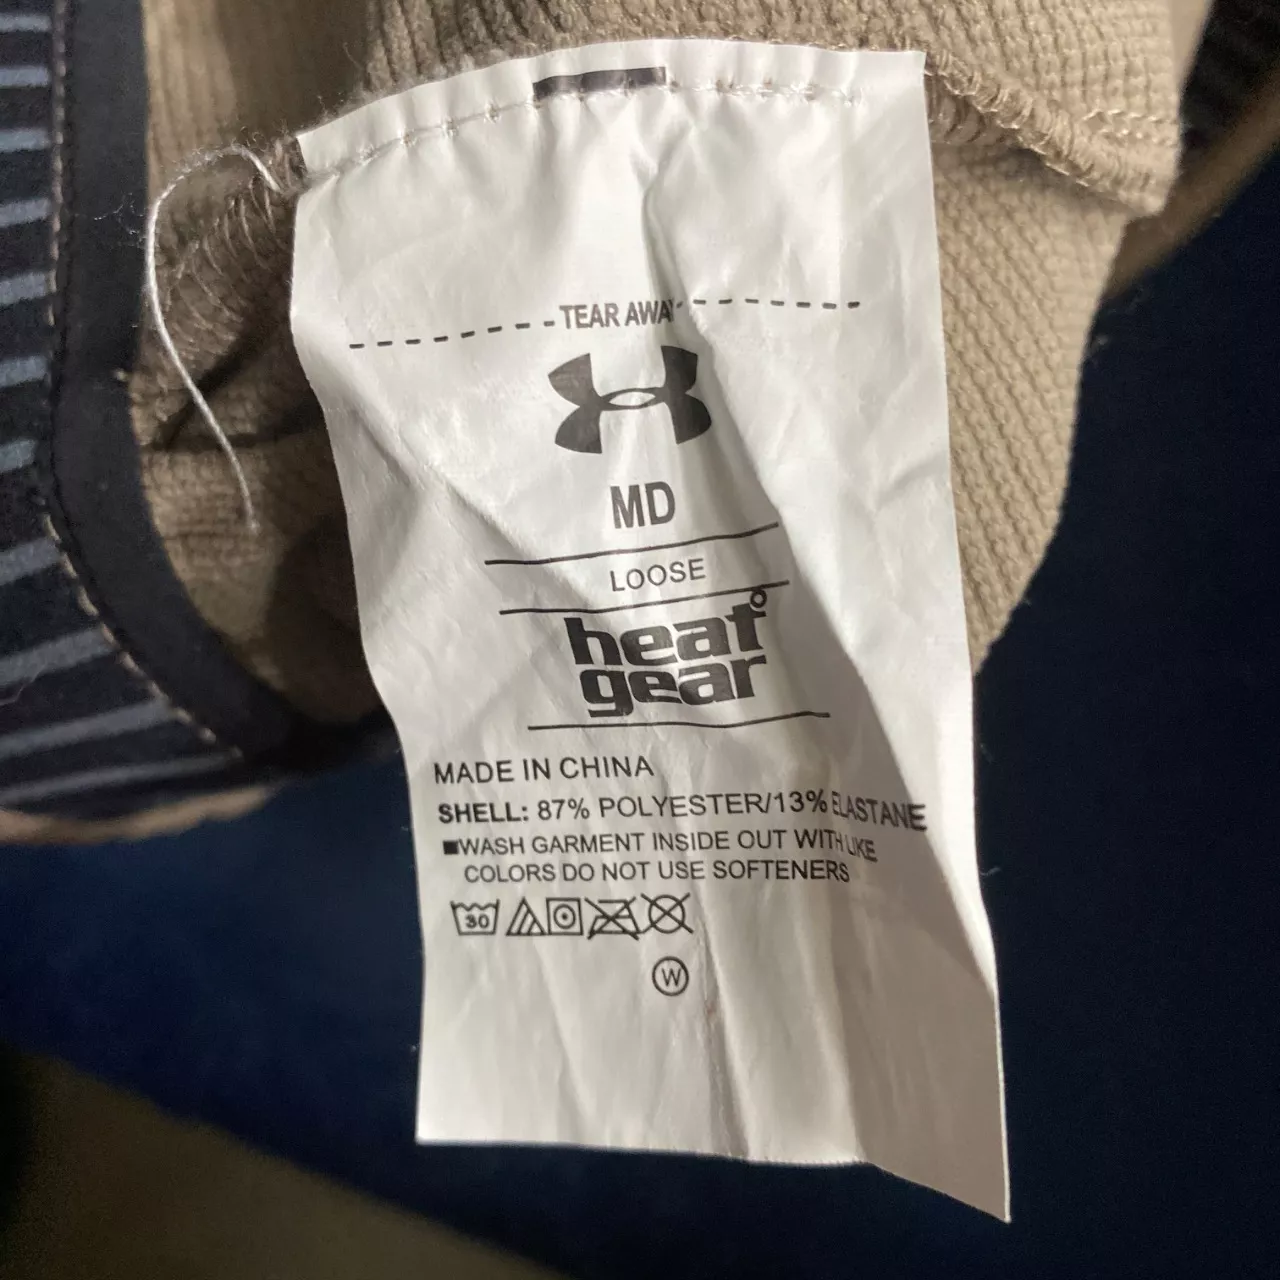 TEAR AWAY
MD
LOOSE
heat
gear
MADE IN CHINA
SHELL: 87% POLYESTER/13% ELASTANE
WASH GARMENT INSIDE OUT WITH LIKE
COLORS DO NOT USE SOFTENERS
30
W